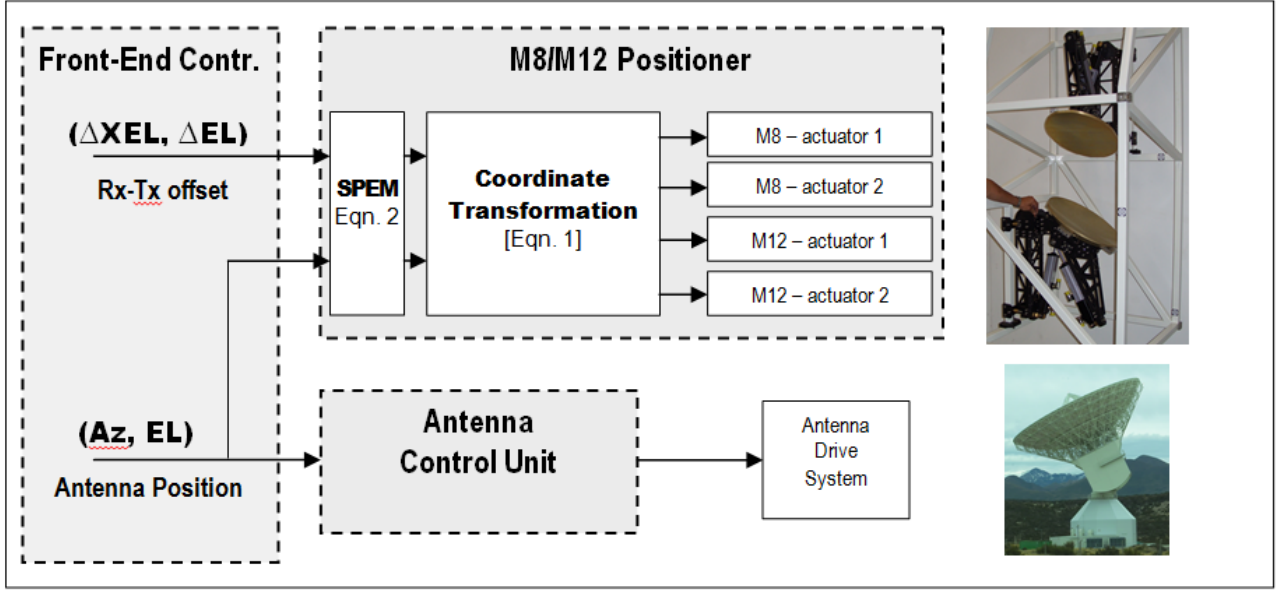 Front-End Contr.
(ΔXEL, ΔEL)
Rx-Tx offset
(Az, EL)
Antenna Position
M8/M12 Positioner
SPEM
Eqn. 2
Coordinate
Transformation
[Eqn. 1]
M8 – actuator 1
M8 – actuator 2
M12 – actuator 1
M12 – actuator 2
Antenna
Control Unit
Antenna
Drive
System